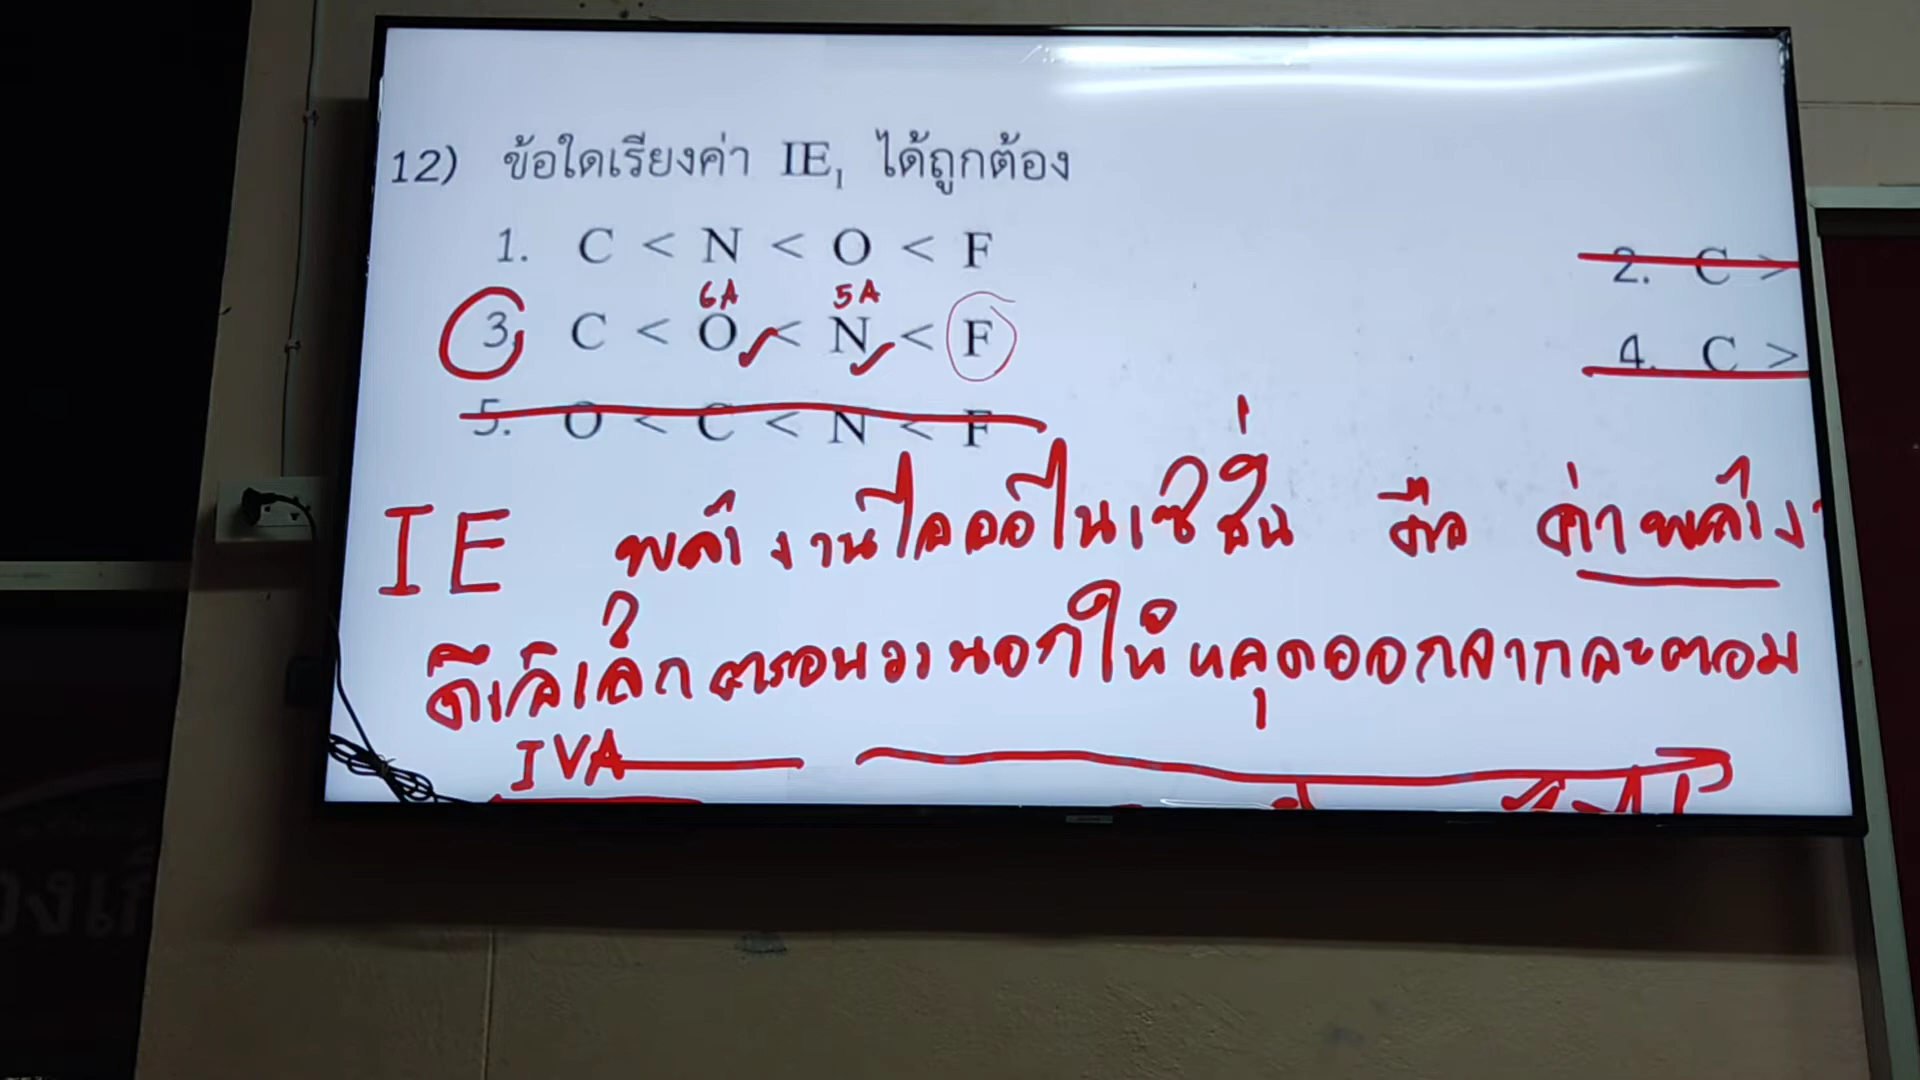 12) ข้อใดเรียงค่า IE₁ ได้ถูกต้อง
1. C < N < O < F
2. C >
6A 5A
3. C < O < N < F
4. C >
5. O < C < N < F
IE พลังงานไอออไนเซชั่น คือ ค่าพลัง
ดึงอิเล็กตรอนวงนอกให้หลุดออกจากละตอม
IVA